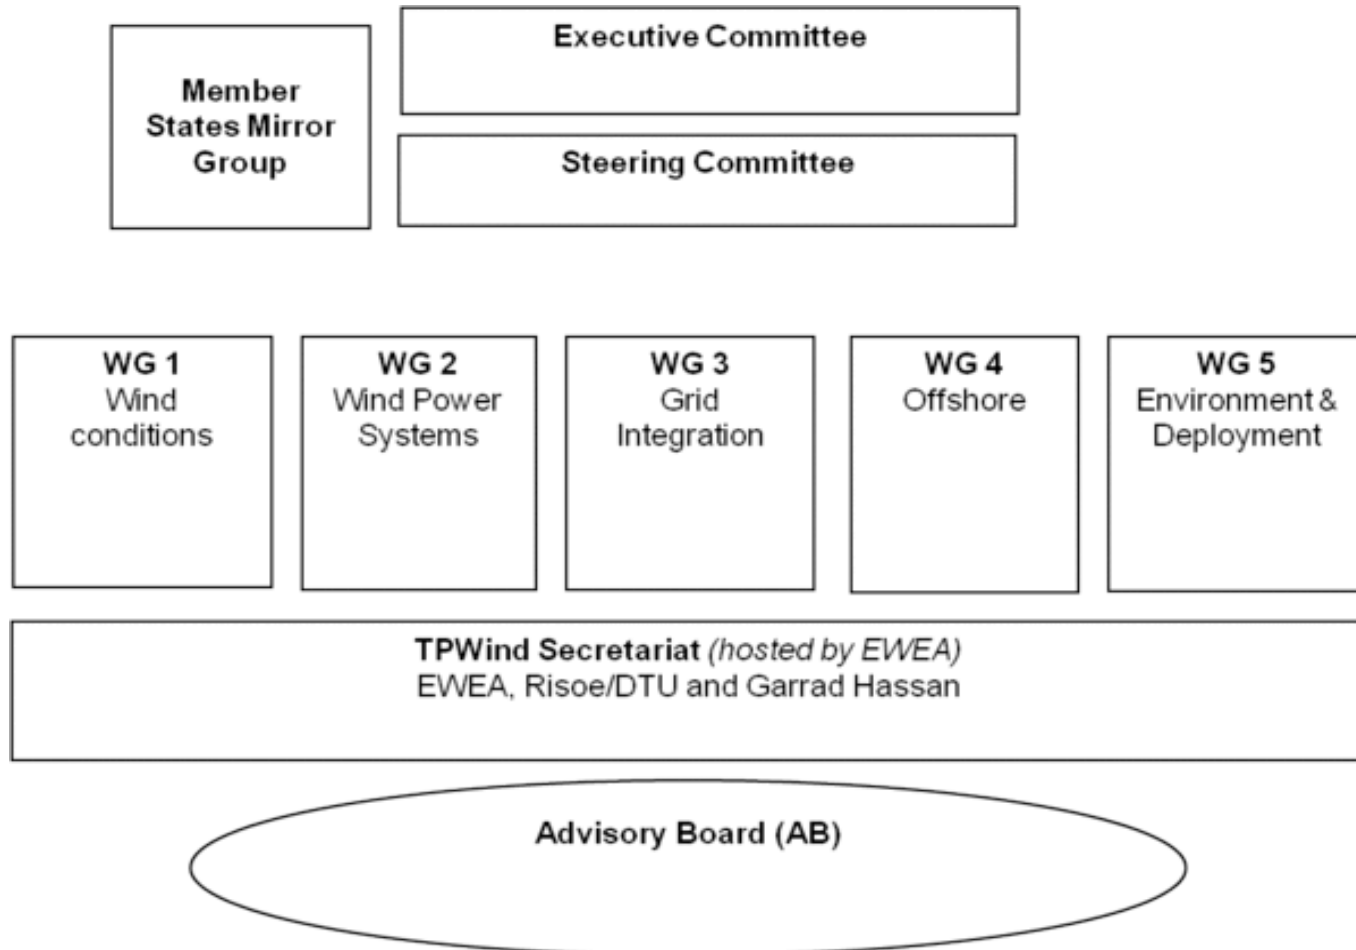 Member
States Mirror
Group
Executive Committee
Steering Committee
WG 1
Wind
conditions
WG 2
Wind Power
Systems
WG 3
Grid
Integration
WG 4
Offshore
WG 5
Environment &
Deployment
TPWind Secretariat (hosted by EWEA)
EWEA, Risoe/DTU and Garrad Hassan
Advisory Board (AB)